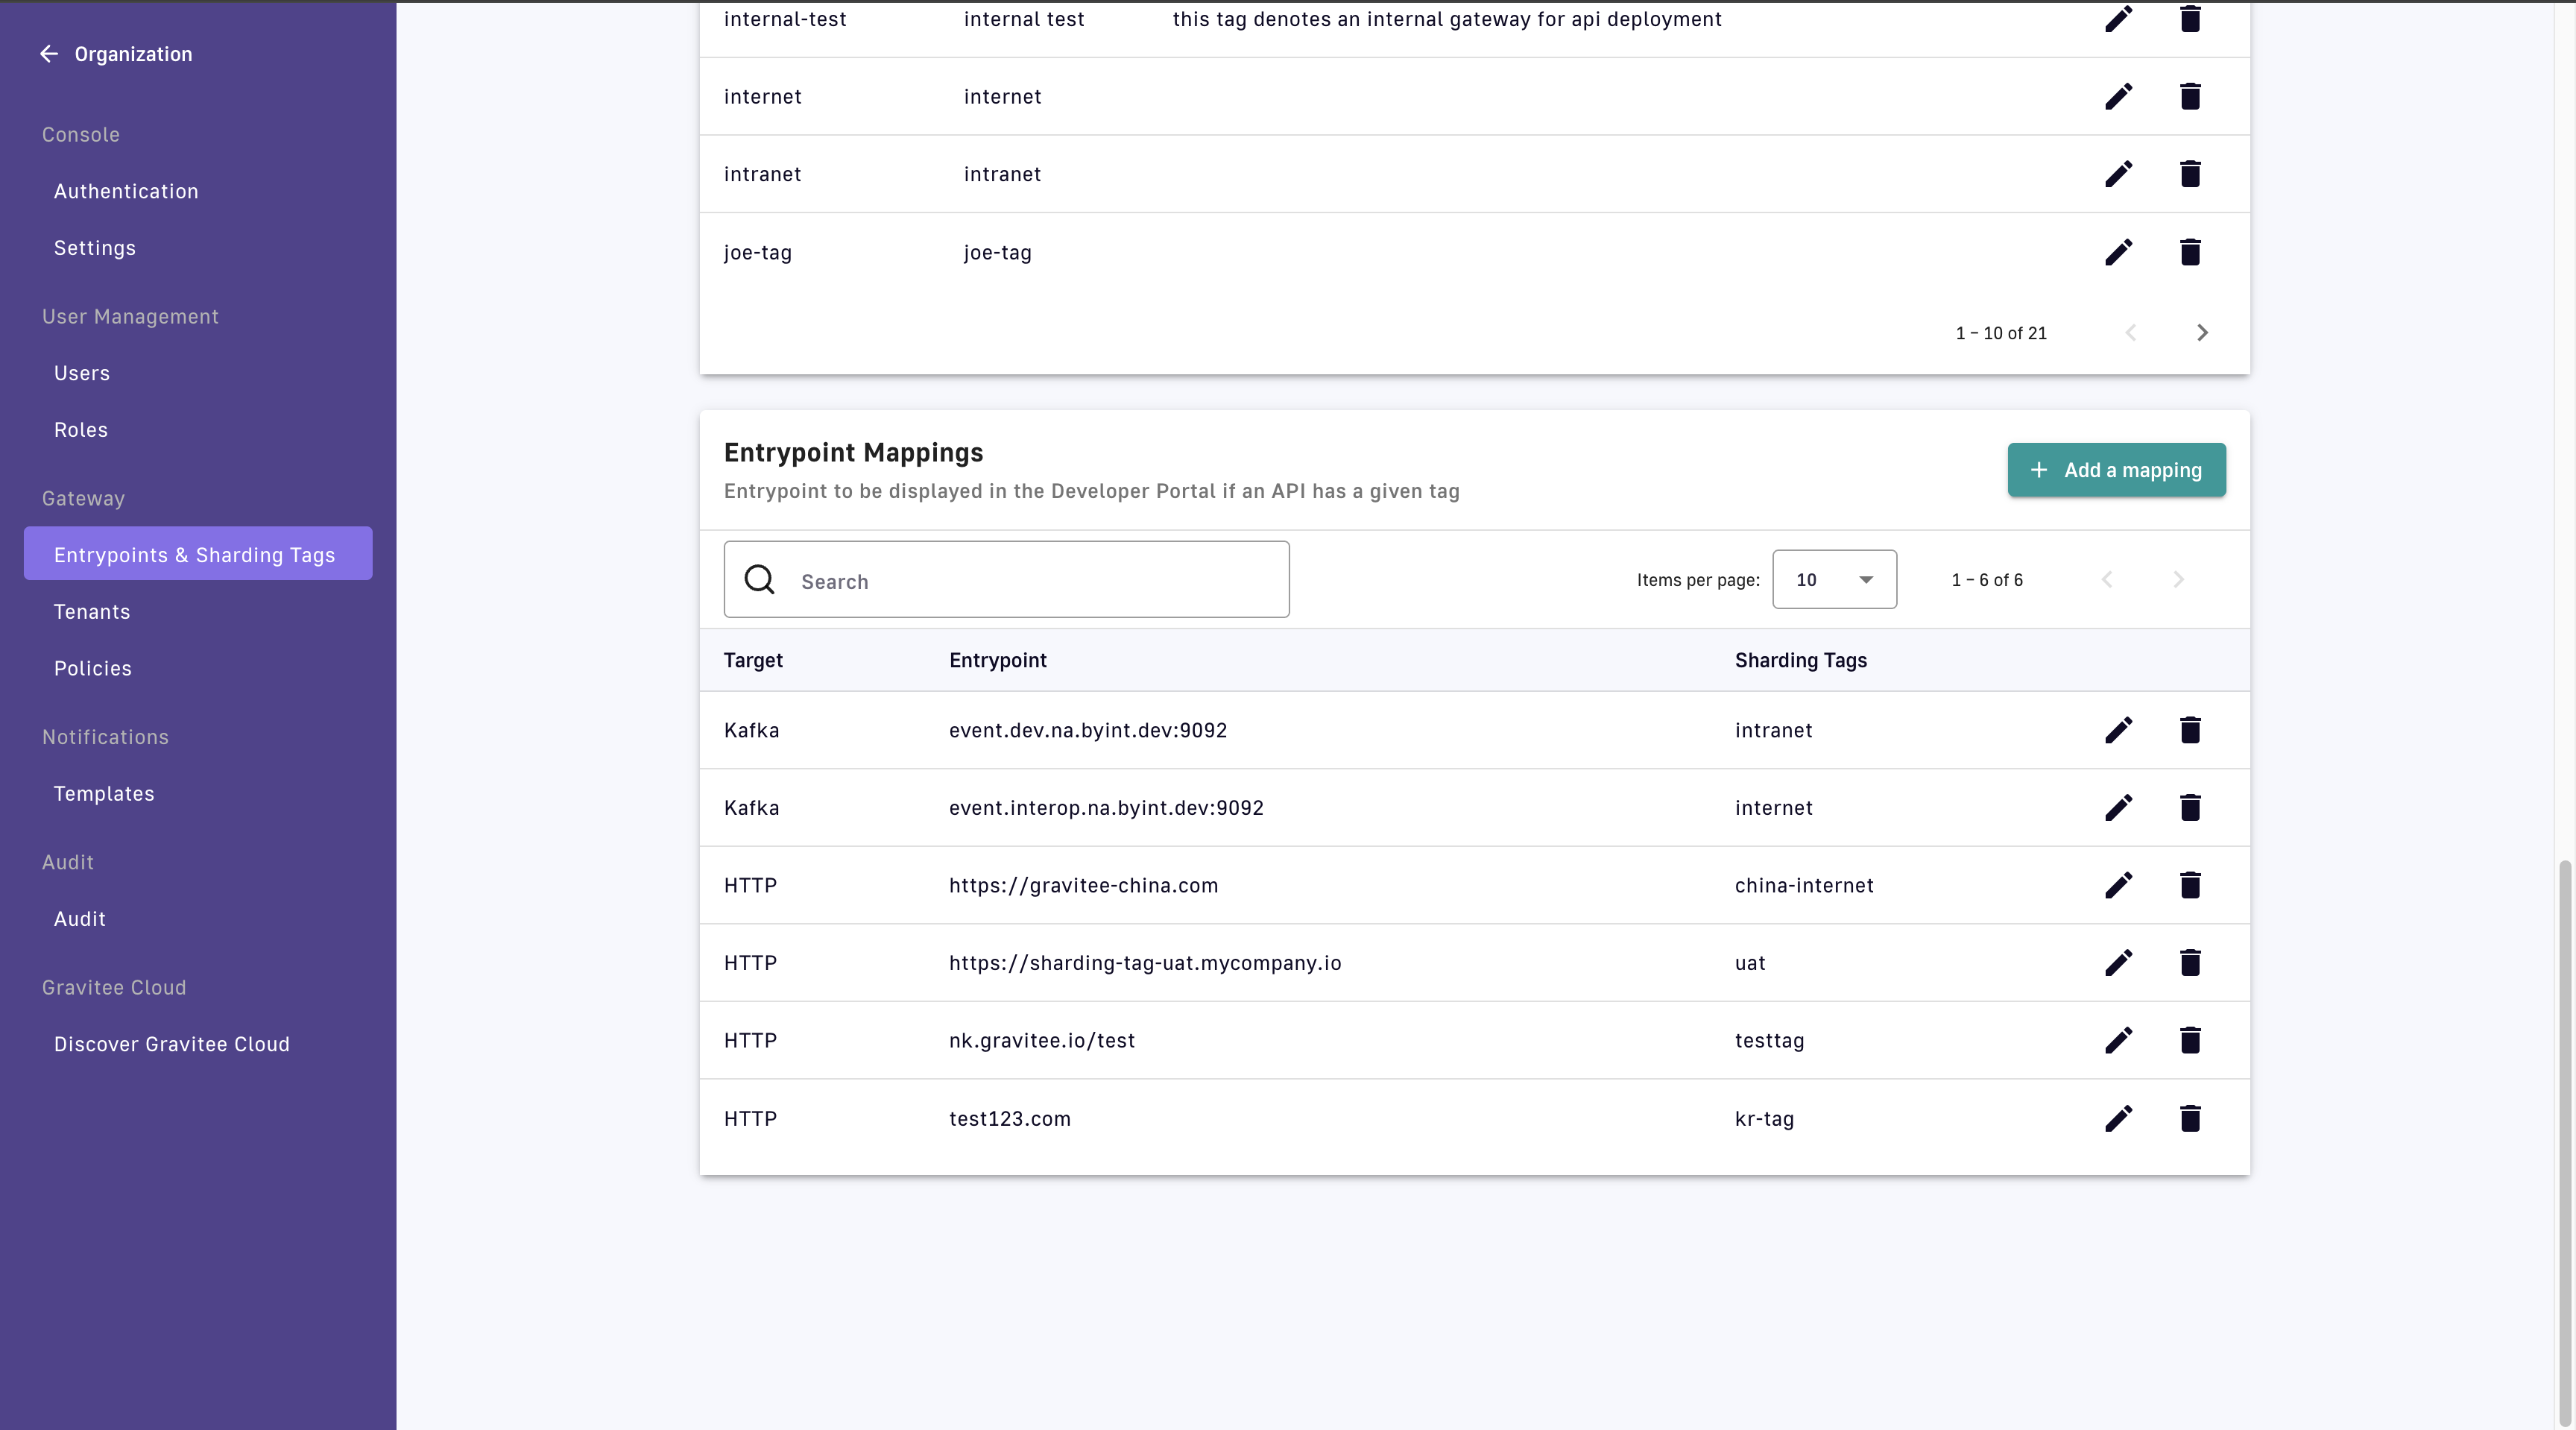 Organization
Console
Authentication
Settings
User Management
Users
Roles
Gateway
Entrypoints & Sharding Tags
Tenants
Policies
Notifications
Templates
Audit
Audit
Gravitee Cloud
Discover Gravitee Cloud
internal-test internal test this tag denotes an internal gateway for api deployment
internet internet
intranet intranet
joe-tag joe-tag
1 – 10 of 21
Entrypoint Mappings
Entrypoint to be displayed in the Developer Portal if an API has a given tag
+ Add a mapping
Search
Items per page: 10 1 – 6 of 6
Target Entrypoint Sharding Tags
Kafka event.dev.na.byint.dev:9092 intranet
Kafka event.interop.na.byint.dev:9092 internet
HTTP https://gravitee-china.com china-internet
HTTP https://sharding-tag-uat.mycompany.io uat
HTTP nk.gravitee.io/test testtag
HTTP test123.com kr-tag